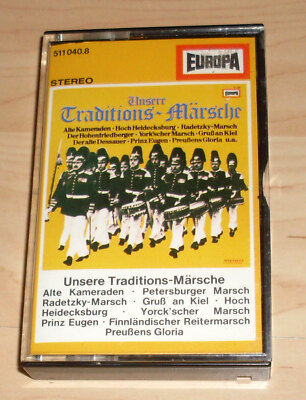 511 040.8
EUROPA
STEREO
Unsere
Traditions-Märsche
Alte Kameraden · Hoch Heidecksburg · Radetzky-Marsch
Der Hohenfriedberger · York'scher Marsch · Gruß an Kiel
Der alte Dessauer · Prinz Eugen · Preußens Gloria u.a.
Unsere Traditions-Märsche
Alte Kameraden · Petersburger Marsch
Radetzky-Marsch · Gruß an Kiel · Hoch
Heidecksburg · Yorck'scher Marsch
Prinz Eugen · Finnländischer Reitermarsch
Preußens Gloria